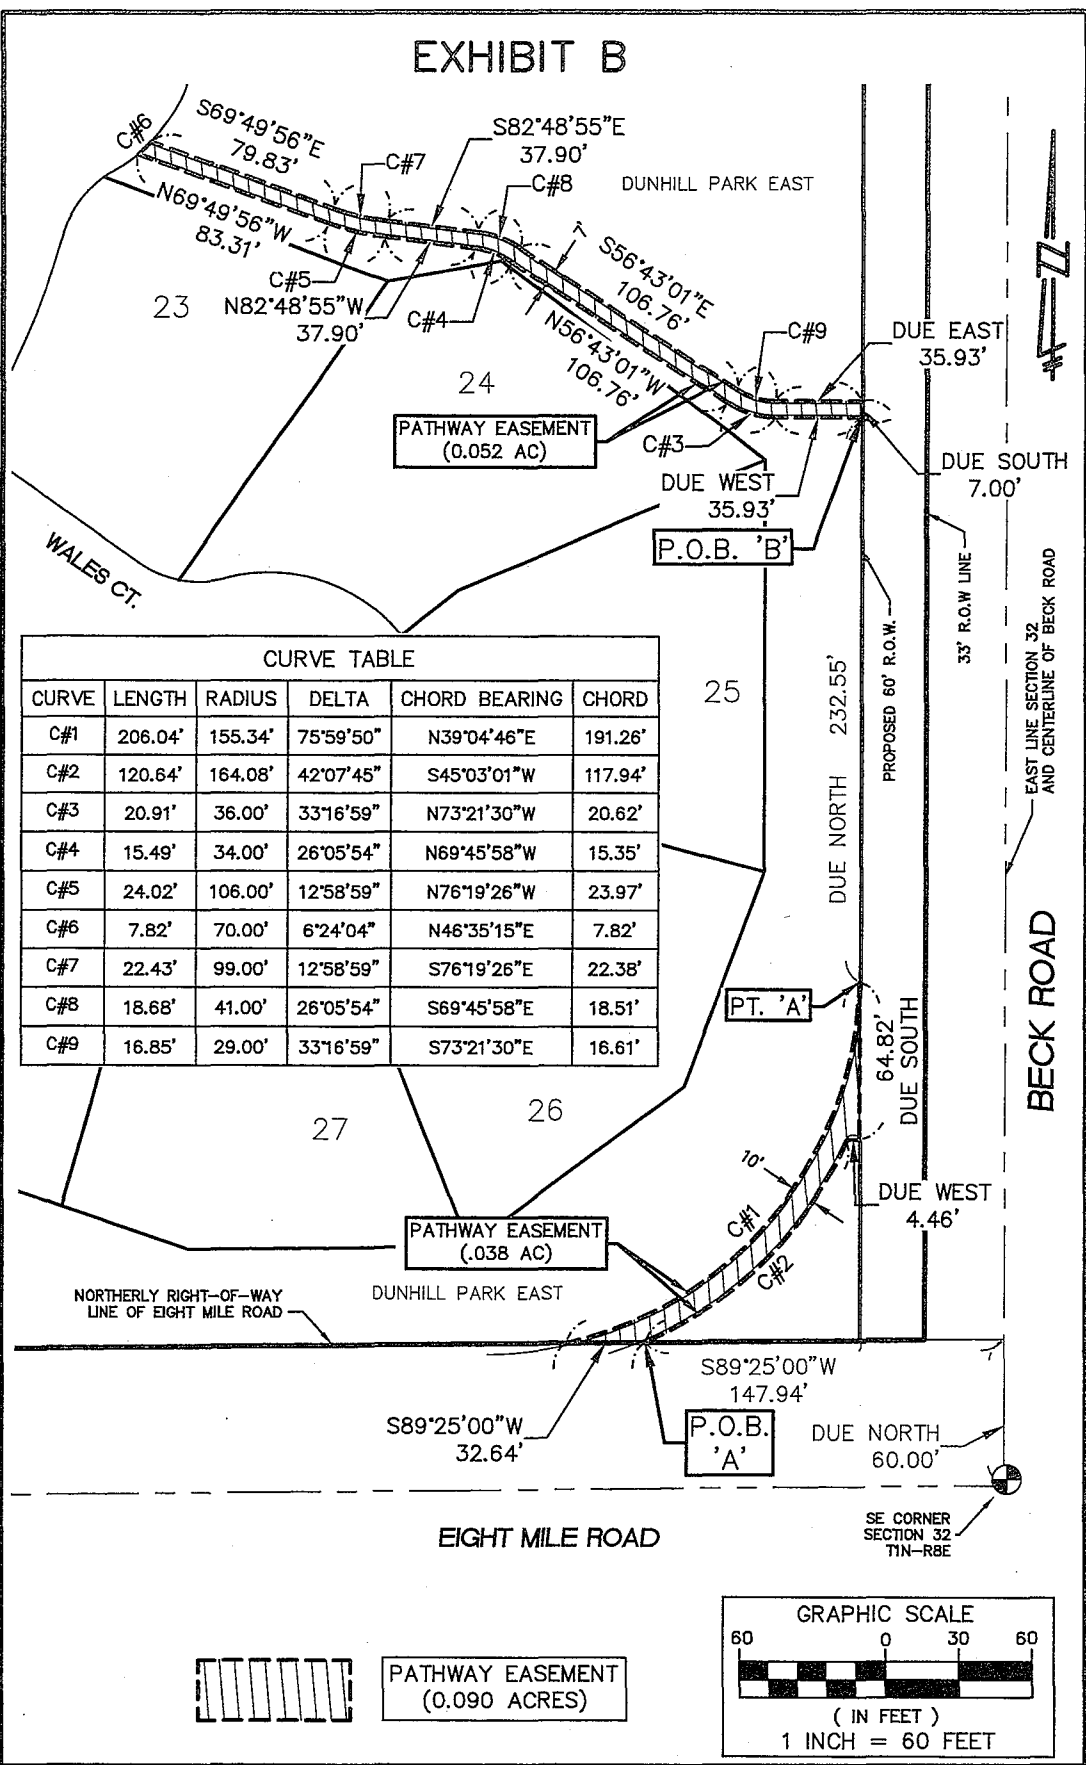 EXHIBIT B
C#6
S69°49'56"E
79.83'
C#7
S82°48'55"E
37.90'
C#8
DUNHILL PARK EAST
N69°49'56"W
83.31'
C#5
N82°48'55"W
37.90'
C#4
7'
S56°43'01"E
106.76'
N56°43'01"W
106.76'
C#9
DUE EAST
35.93'
23
24
PATHWAY EASEMENT
(0.052 AC)
C#3
DUE WEST
35.93'
DUE SOUTH
7.00'
P.O.B. 'B'
WALES CT.
PROPOSED 60' R.O.W.
33' R.O.W LINE
EAST LINE SECTION 32
AND CENTERLINE OF BECK ROAD
DUE NORTH 232.55'
25
CURVE TABLE
CURVE LENGTH RADIUS DELTA CHORD BEARING CHORD
C#1 206.04' 155.34' 75°59'50" N39°04'46"E 191.26'
C#2 120.64' 164.08' 42°07'45" S45°03'01"W 117.94'
C#3 20.91' 36.00' 33°16'59" N73°21'30"W 20.62'
C#4 15.49' 34.00' 26°05'54" N69°45'58"W 15.35'
C#5 24.02' 106.00' 12°58'59" N76°19'26"W 23.97'
C#6 7.82' 70.00' 6°24'04" N46°35'15"E 7.82'
C#7 22.43' 99.00' 12°58'59" S76°19'26"E 22.38'
C#8 18.68' 41.00' 26°05'54" S69°45'58"E 18.51'
C#9 16.85' 29.00' 33°16'59" S73°21'30"E 16.61'
BECK ROAD
PT. 'A'
64.82'
DUE SOUTH
27
26
10'
C#1
C#2
DUE WEST
4.46'
PATHWAY EASEMENT
(.038 AC)
DUNHILL PARK EAST
NORTHERLY RIGHT-OF-WAY
LINE OF EIGHT MILE ROAD
S89°25'00"W
147.94'
S89°25'00"W
32.64'
P.O.B.
'A'
DUE NORTH
60.00'
EIGHT MILE ROAD
SE CORNER
SECTION 32
T1N-R8E
PATHWAY EASEMENT
(0.090 ACRES)
GRAPHIC SCALE
60 0 30 60
( IN FEET )
1 INCH = 60 FEET